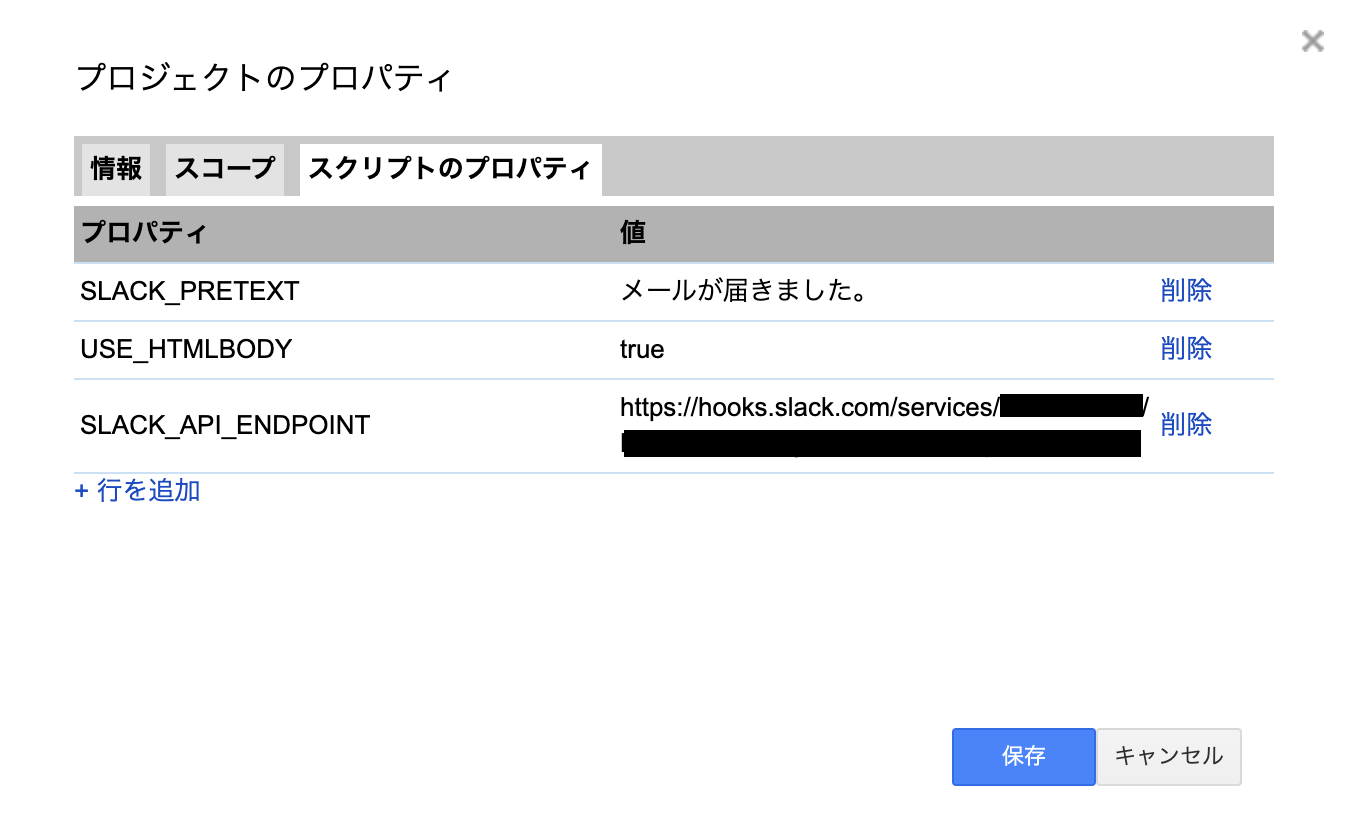 プロジェクトのプロパティ
情報 スコープ スクリプトのプロパティ
プロパティ 値
SLACK_PRETEXT メールが届きました。 削除
USE_HTMLBODY true 削除
SLACK_API_ENDPOINT https://hooks.slack.com/services/ / 削除
+ 行を追加
保存 キャンセル